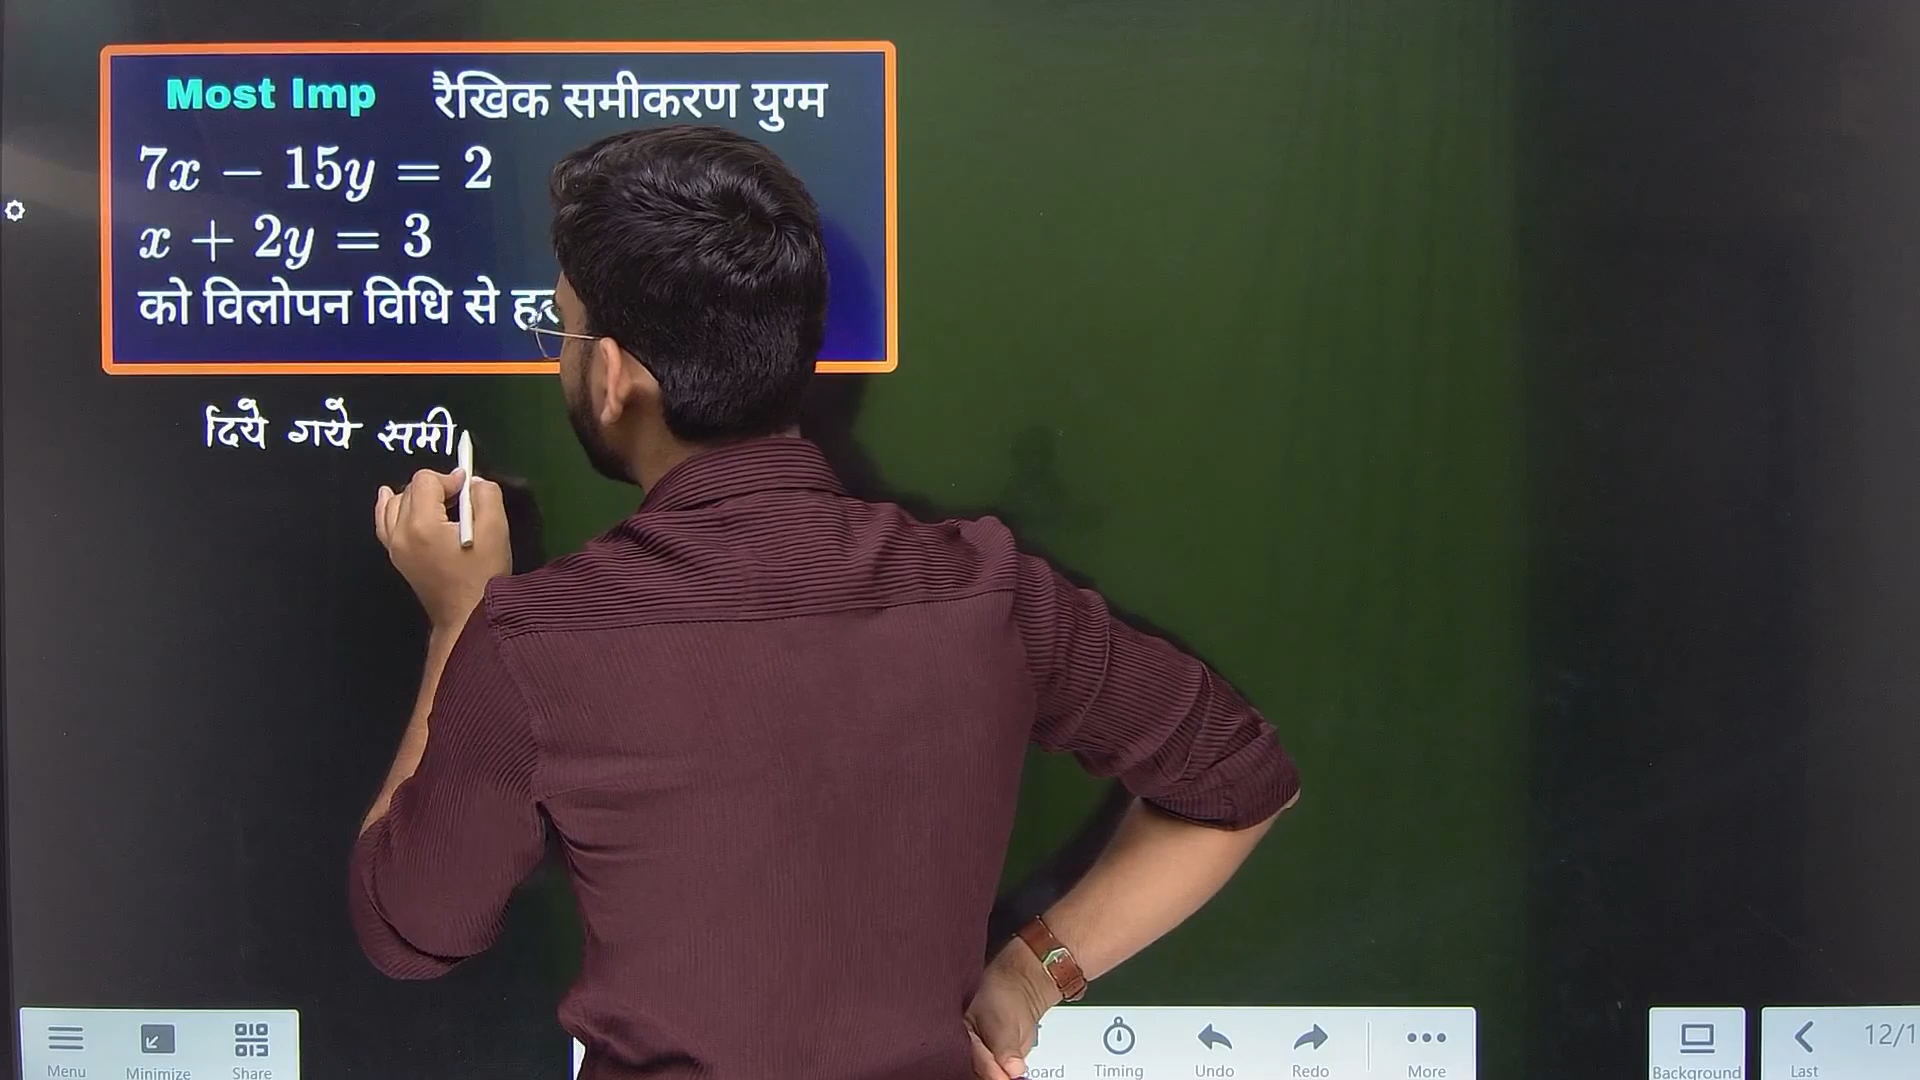 Most Imp रैखिक समीकरण युग्म
7x − 15y = 2
x + 2y = 3
को विलोपन विधि से
दिये गये समी
Menu Minimize Share Timing Undo Redo More Background Last 12/1